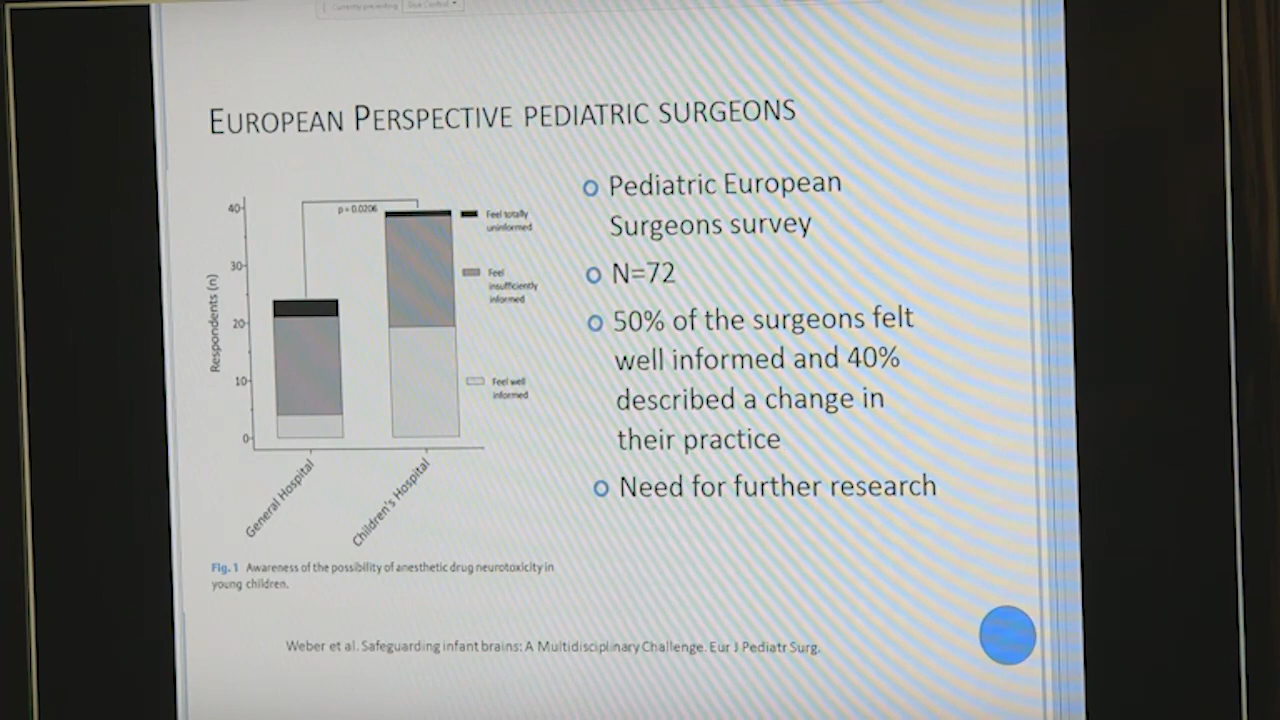 Currently presenting
EUROPEAN PERSPECTIVE PEDIATRIC SURGEONS
40
30
20
10
0
Respondents (n)
p = 0.0206
Feel totally
uninformed
Feel
insufficiently
informed
Feel well
informed
General Hospital
Children's Hospital
Fig. 1 Awareness of the possibility of anesthetic drug neurotoxicity in
young children.
Pediatric European
Surgeons survey
N=72
50% of the surgeons felt
well informed and 40%
described a change in
their practice
Need for further research
Weber et al. Safeguarding infant brains: A Multidisciplinary Challenge. Eur J Pediatr Surg.